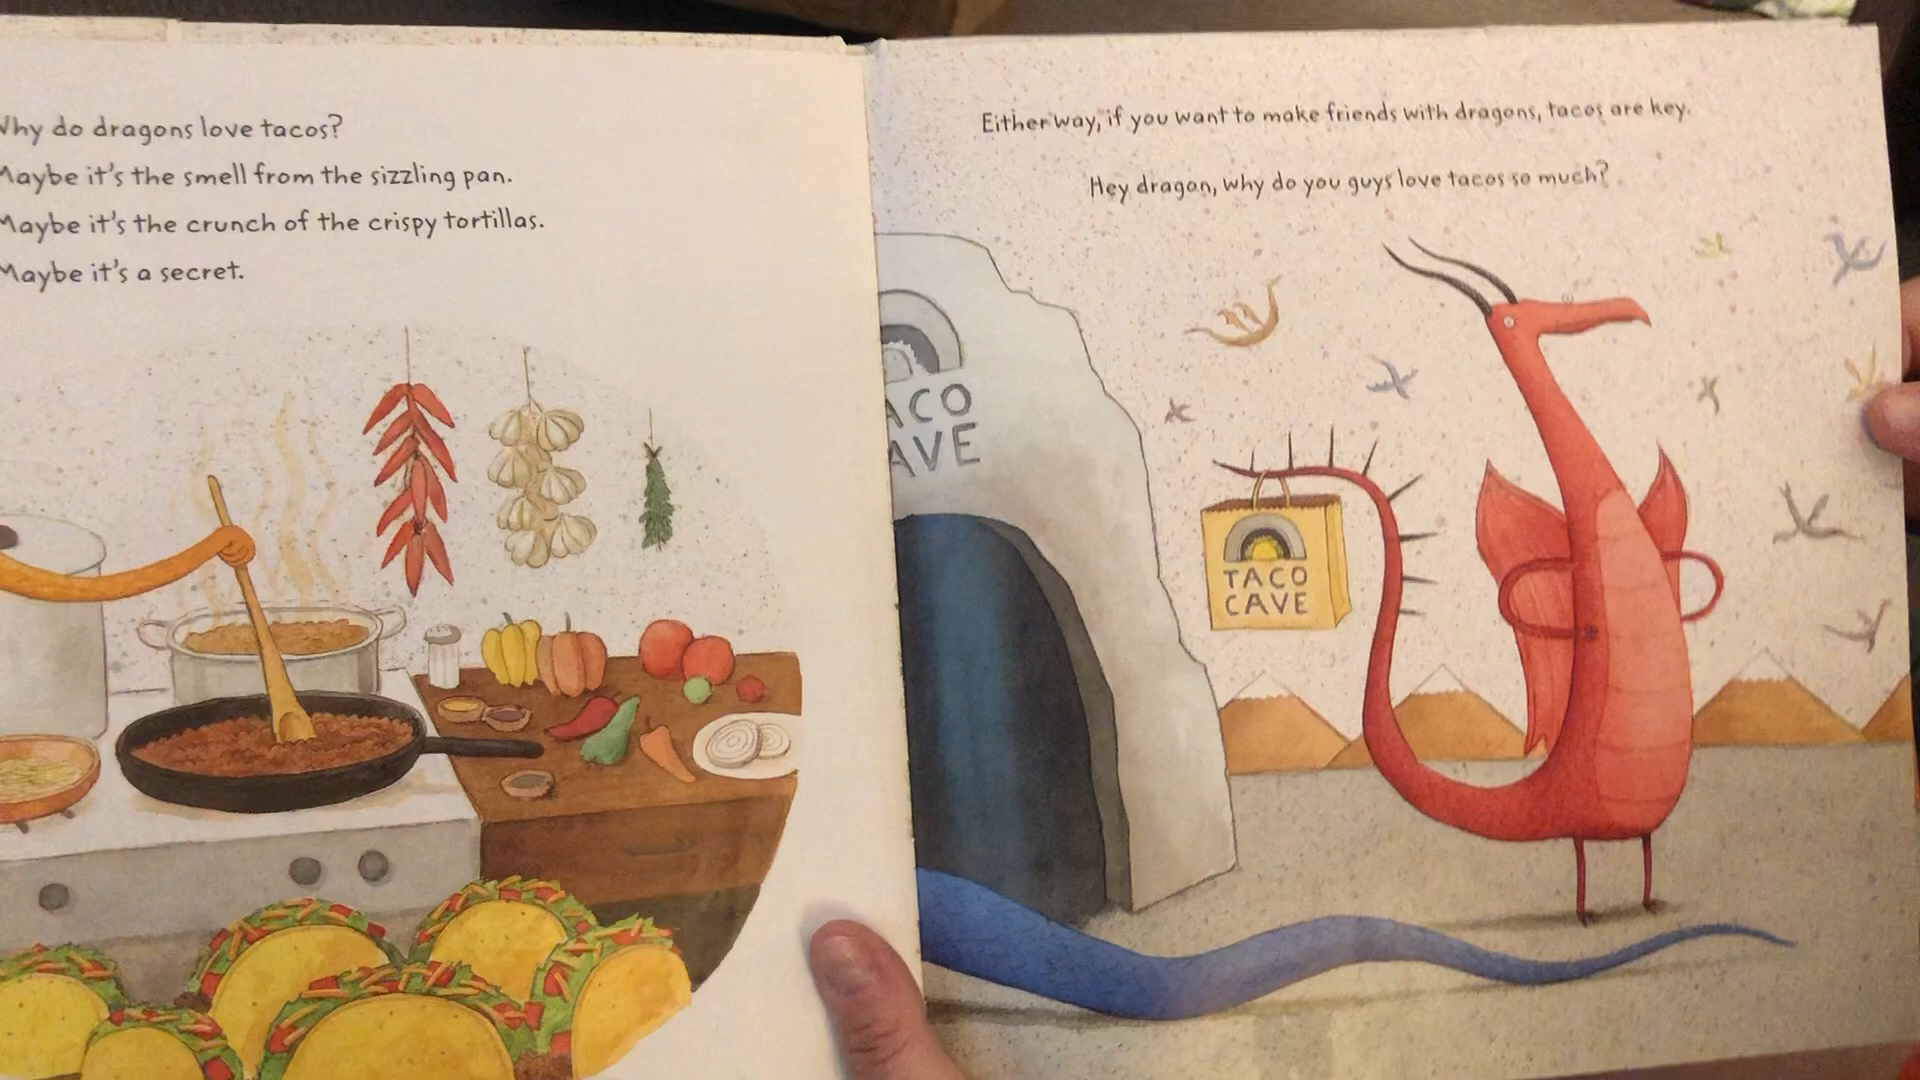 Why do dragons love tacos?
Maybe it's the smell from the sizzling pan.
Maybe it's the crunch of the crispy tortillas.
Maybe it's a secret.
Either way, if you want to make friends with dragons, tacos are key.
Hey dragon, why do you guys love tacos so much?
ACO
AVE
TACO
CAVE